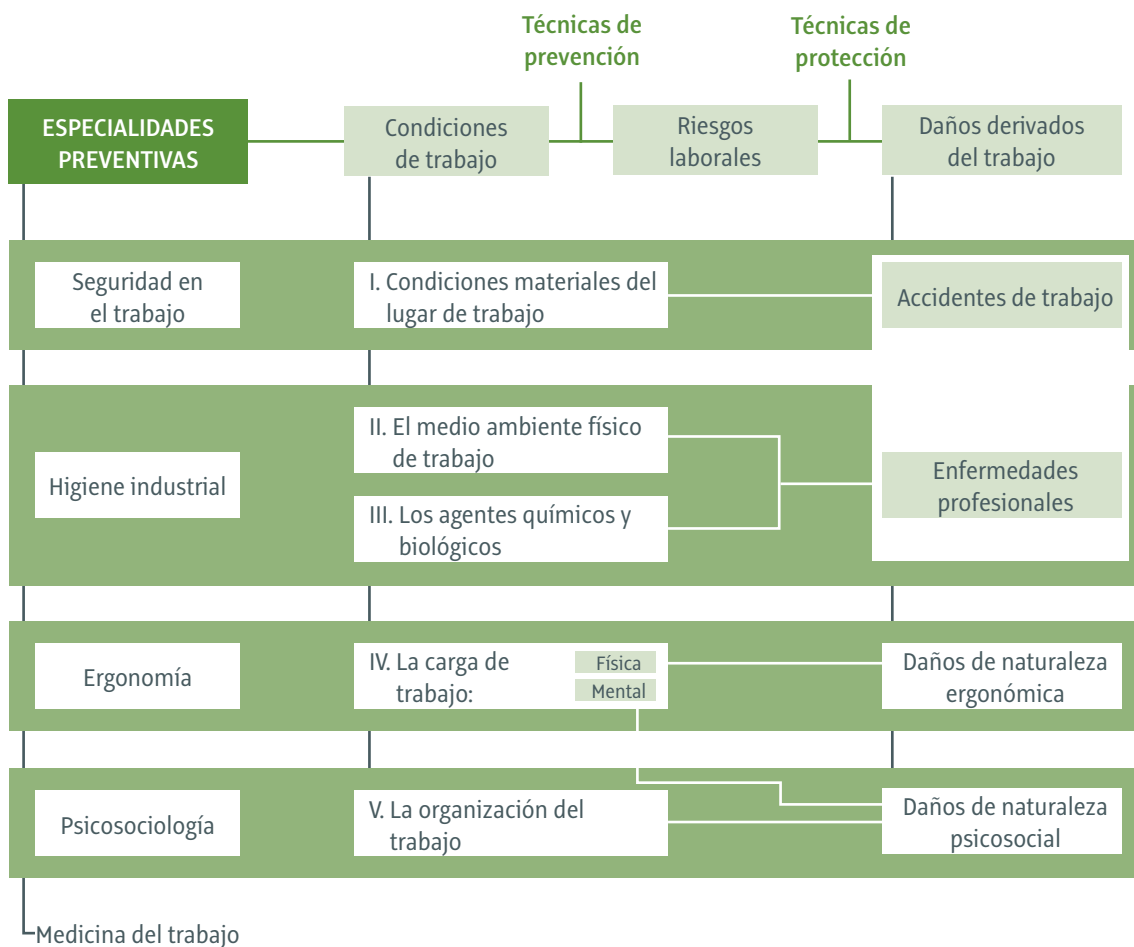 Técnicas de
prevención
Técnicas de
protección
ESPECIALIDADES
PREVENTIVAS
Condiciones
de trabajo
Riesgos
laborales
Daños derivados
del trabajo
Seguridad en
el trabajo
I. Condiciones materiales del
lugar de trabajo
Accidentes de trabajo
Higiene industrial
II. El medio ambiente físico
de trabajo
III. Los agentes químicos y
biológicos
Enfermedades
profesionales
Ergonomía
IV. La carga de
trabajo:
Física
Mental
Daños de naturaleza
ergonómica
Psicosociología
V. La organización del
trabajo
Daños de naturaleza
psicosocial
Medicina del trabajo